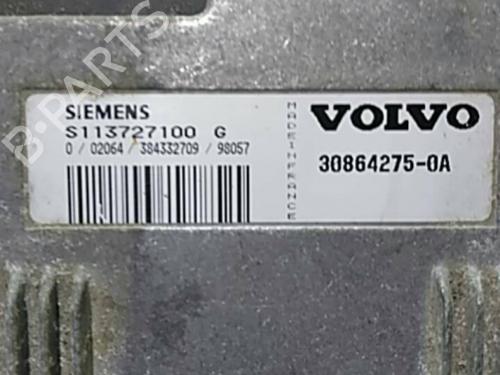 SIEMENS
S113727100 G
0 / 02064 / 384332709 / 98057
MADE IN FRANCE
VOLVO
30864275-0A
B-PARTS